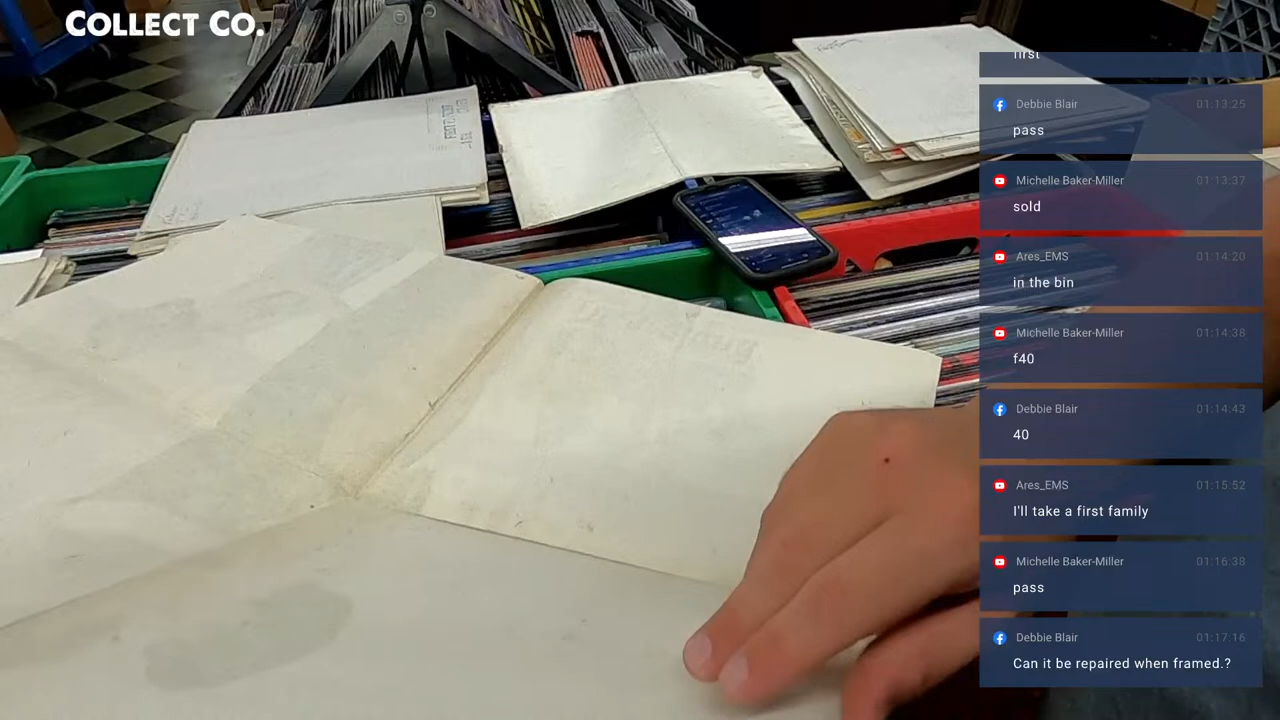 COLLECT CO.
first
Debbie Blair 01:13:25
pass
Michelle Baker-Miller 01:13:37
sold
Ares_EMS 01:14:20
in the bin
Michelle Baker-Miller 01:14:38
f40
Debbie Blair 01:14:43
40
Ares_EMS 01:15:52
I'll take a first family
Michelle Baker-Miller 01:16:38
pass
Debbie Blair 01:17:16
Can it be repaired when framed.?